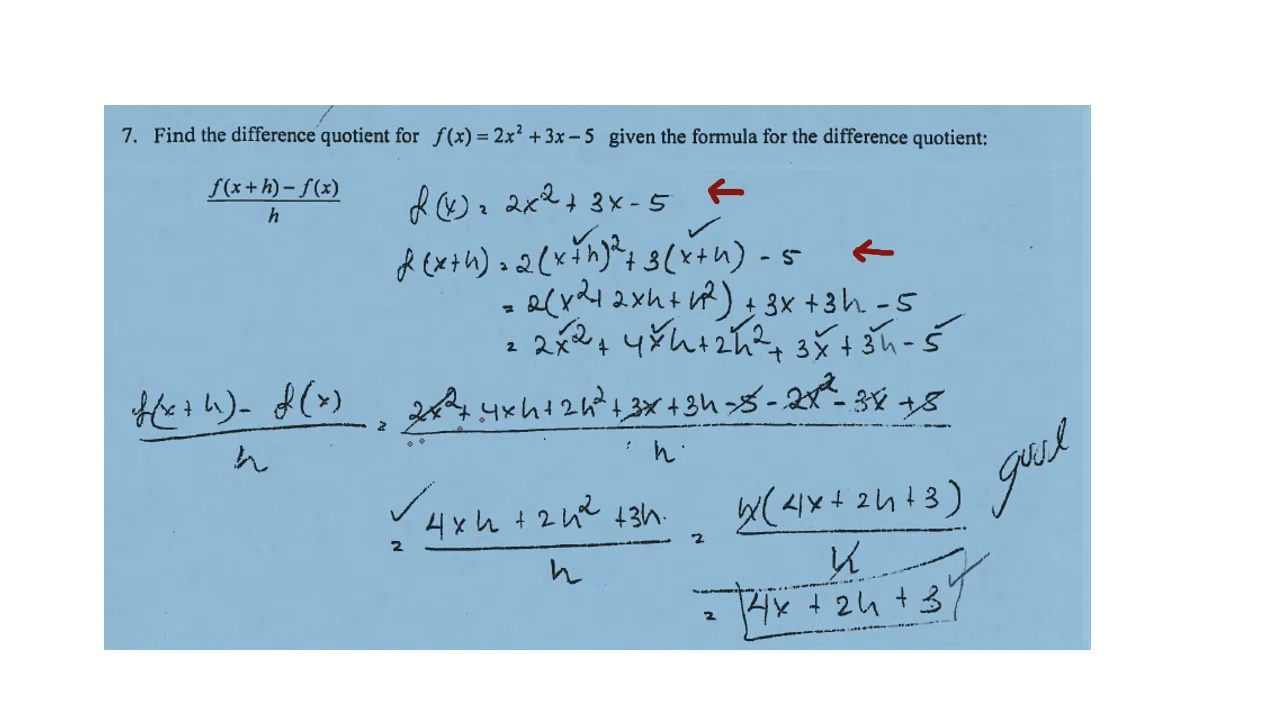 7. Find the difference quotient for f(x) = 2x² + 3x – 5 given the formula for the difference quotient:
f(x + h) – f(x)
h
f(x) = 2x² + 3x - 5
f(x+h) = 2(x+h)² + 3(x+h) - 5
= 2(x² + 2xh + h²) + 3x + 3h - 5
= 2x² + 4xh + 2h² + 3x + 3h - 5
f(x+h) - f(x) = 2x² + 4xh + 2h² + 3x + 3h - 5 - 2x² - 3x + 5
h h
good
= 4xh + 2h² + 3h = h(4x + 2h + 3)
h h
= 4x + 2h + 3